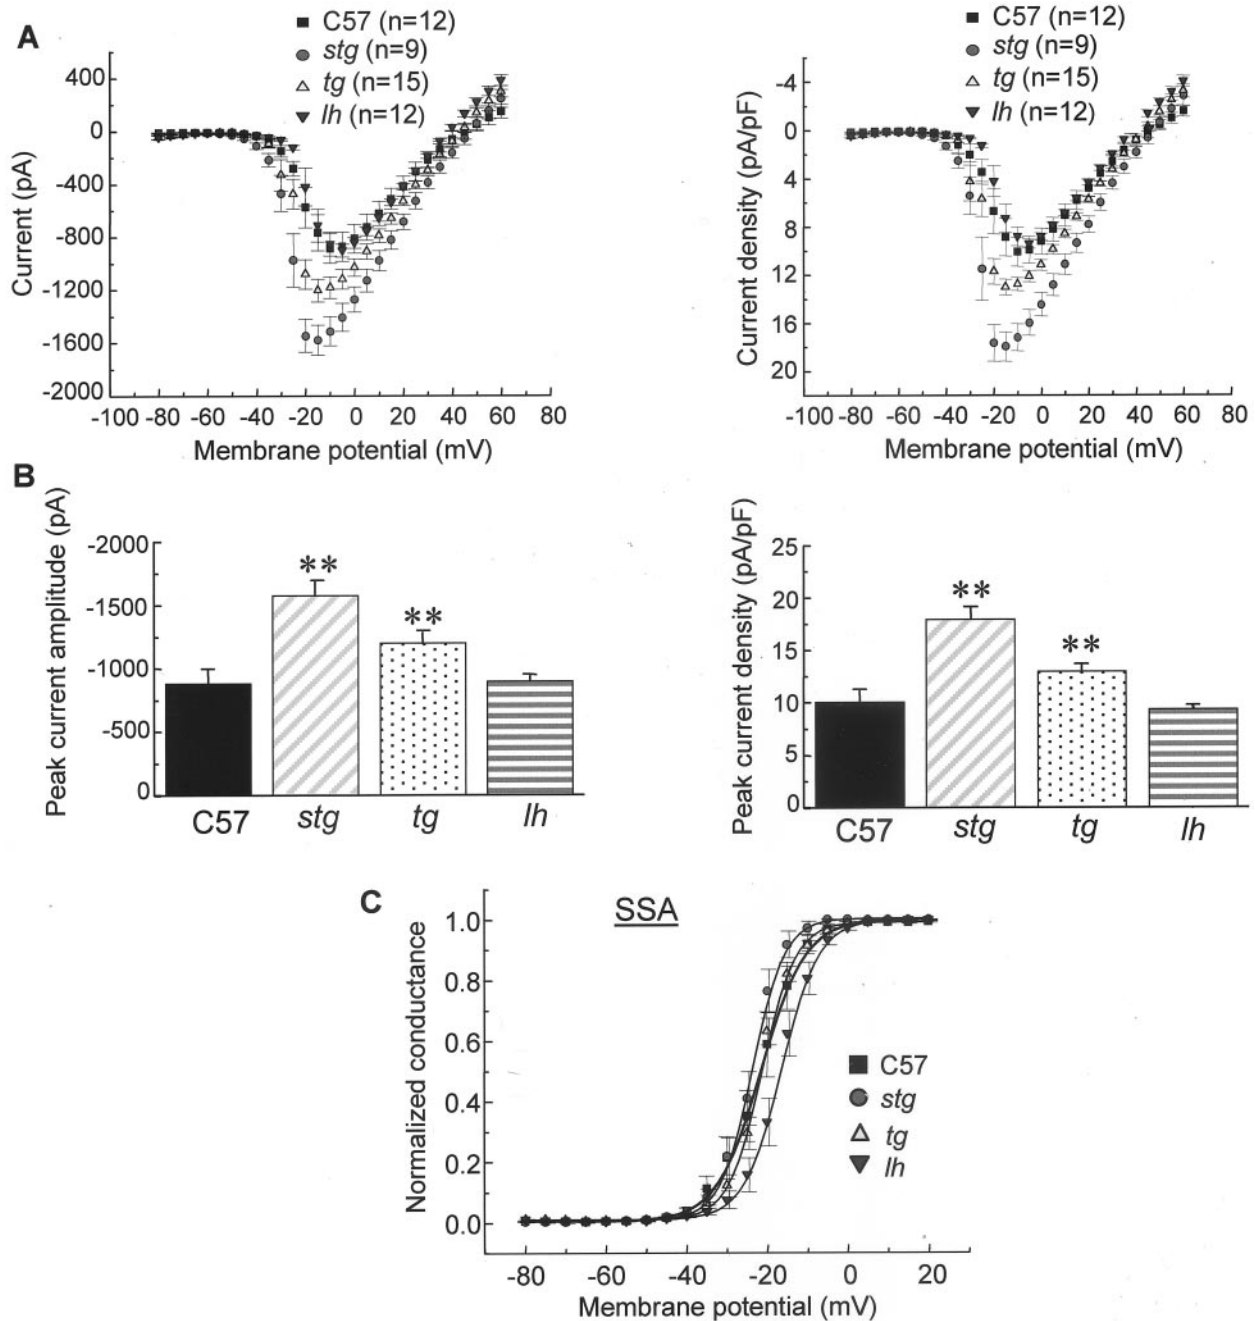 A
C57 (n=12)
stg (n=9)
tg (n=15)
lh (n=12)
400
0
-400
-800
-1200
-1600
-2000
Current (pA)
-100 -80 -60 -40 -20 0 20 40 60 80
Membrane potential (mV)
C57 (n=12)
stg (n=9)
tg (n=15)
lh (n=12)
-4
0
4
8
12
16
20
Current density (pA/pF)
-100 -80 -60 -40 -20 0 20 40 60 80
Membrane potential (mV)
B
Peak current amplitude (pA)
-2000
-1500
-1000
-500
0
**
**
C57 stg tg lh
Peak current density (pA/pF)
25
20
15
10
5
0
**
**
C57 stg tg lh
C
SSA
Normalized conductance
1.0
0.8
0.6
0.4
0.2
0.0
C57
stg
tg
lh
-80 -60 -40 -20 0 20
Membrane potential (mV)